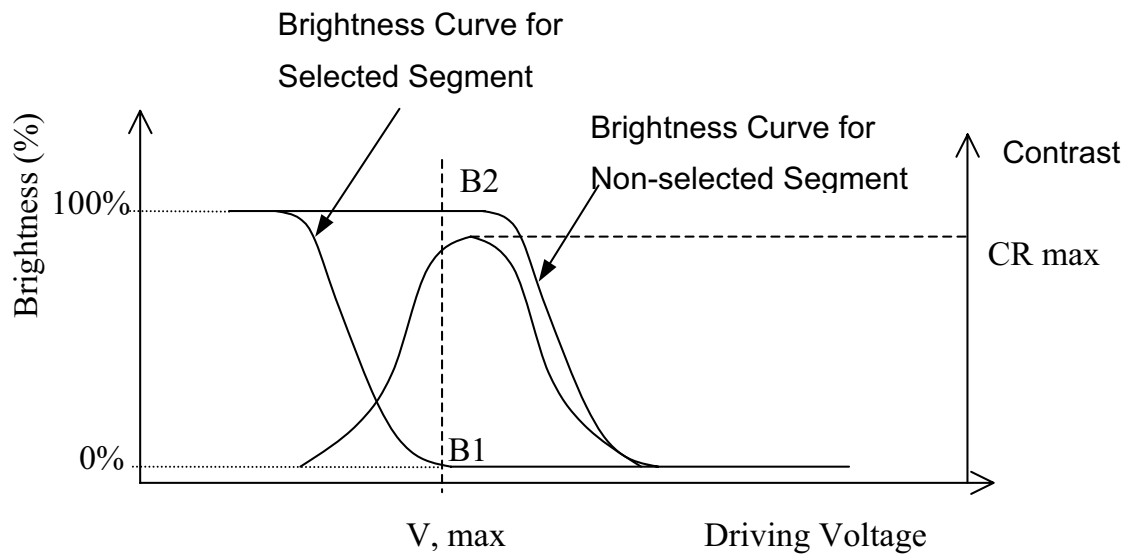 Brightness Curve for
Selected Segment
Brightness Curve for
Non-selected Segment
Contrast
Brightness (%)
B2
100%
CR max
B1
0%
V, max
Driving Voltage